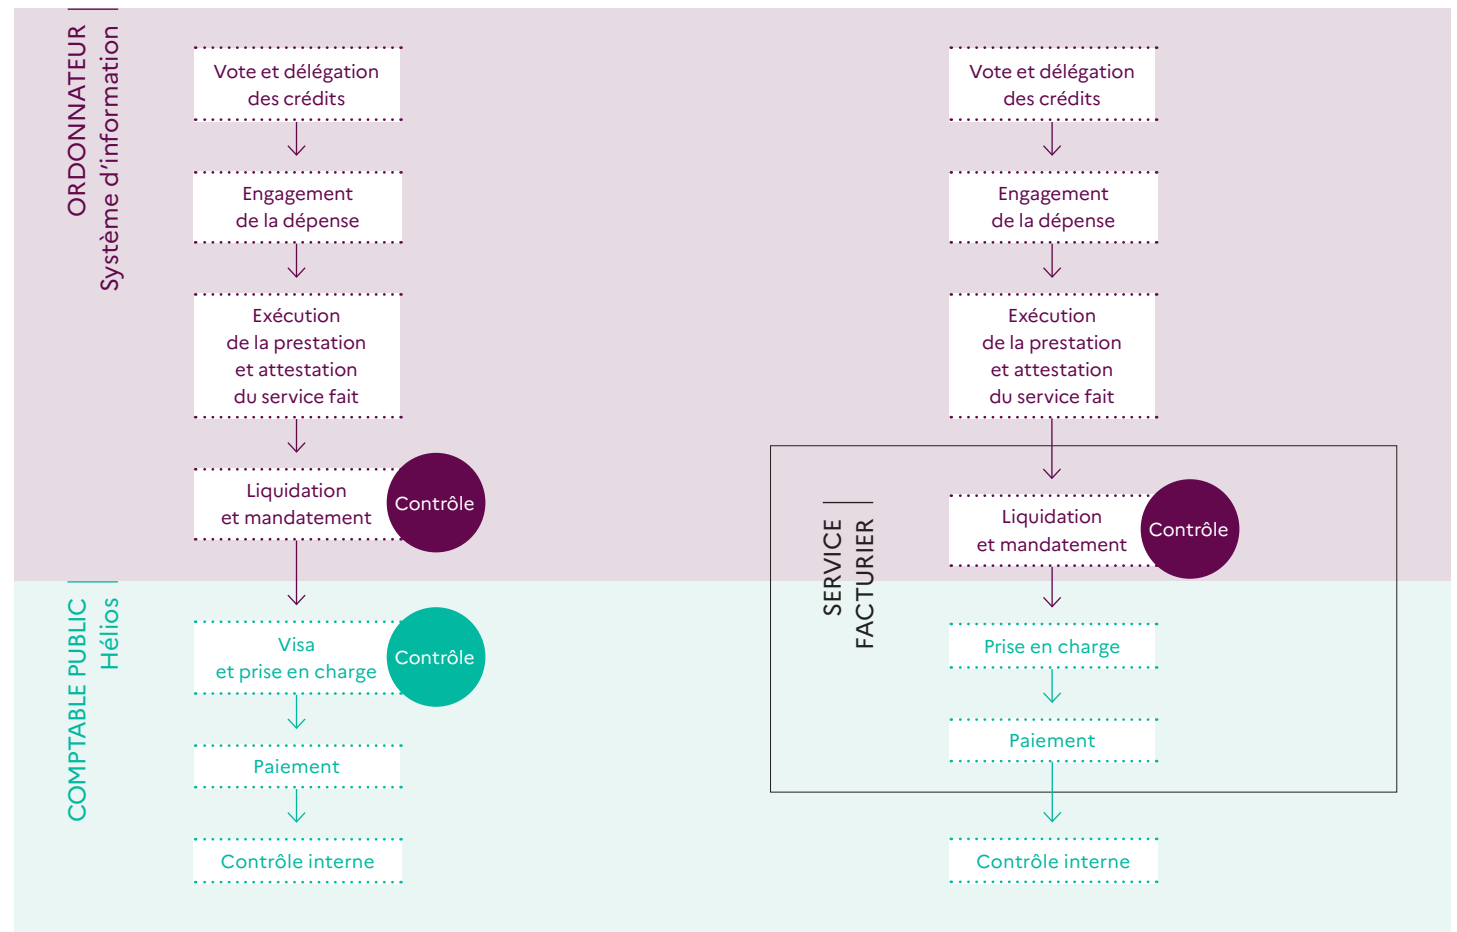 ORDONNATEUR
Système d’information
Vote et délégation
des crédits
Engagement
de la dépense
Exécution
de la prestation
et attestation
du service fait
Liquidation
et mandatement
Contrôle
COMPTABLE PUBLIC
Hélios
Visa
et prise en charge
Contrôle
Paiement
Contrôle interne
Vote et délégation
des crédits
Engagement
de la dépense
Exécution
de la prestation
et attestation
du service fait
SERVICE
FACTURIER
Liquidation
et mandatement
Contrôle
Prise en charge
Paiement
Contrôle interne